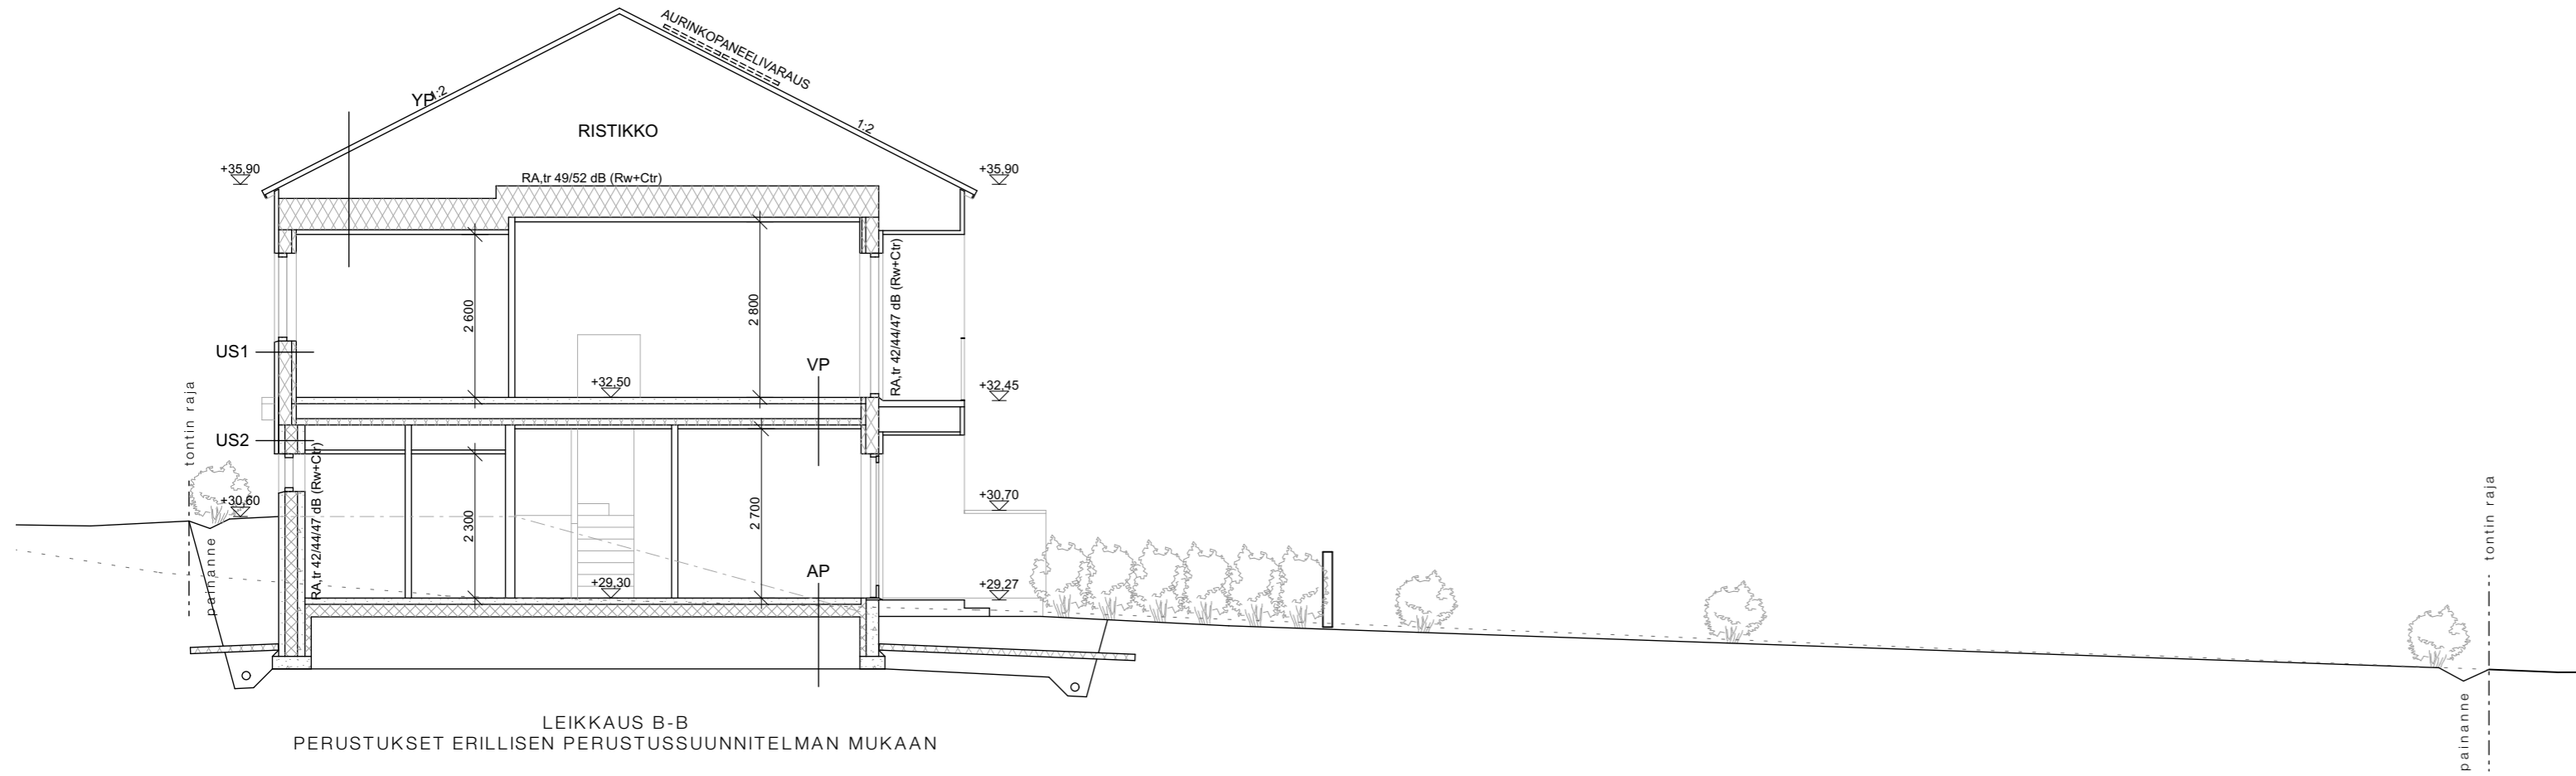 AURINKOPANEELIVARAUS
YP
1:2
1:2
RISTIKKO
+35,90
+35,90
RA,tr 49/52 dB (Rw+Ctr)
2 600
2 800
RA,tr 42/44/47 dB (Rw+Ctr)
US1
VP
+32,50
+32,45
tontin raja
US2
RA,tr 42/44/47 dB (Rw+Ctr)
+30,60
+30,70
2 300
2 700
tontin raja
painanne
AP
+29,30
+29,27
painanne
LEIKKAUS B-B
PERUSTUKSET ERILLISEN PERUSTUSSUUNNITELMAN MUKAAN